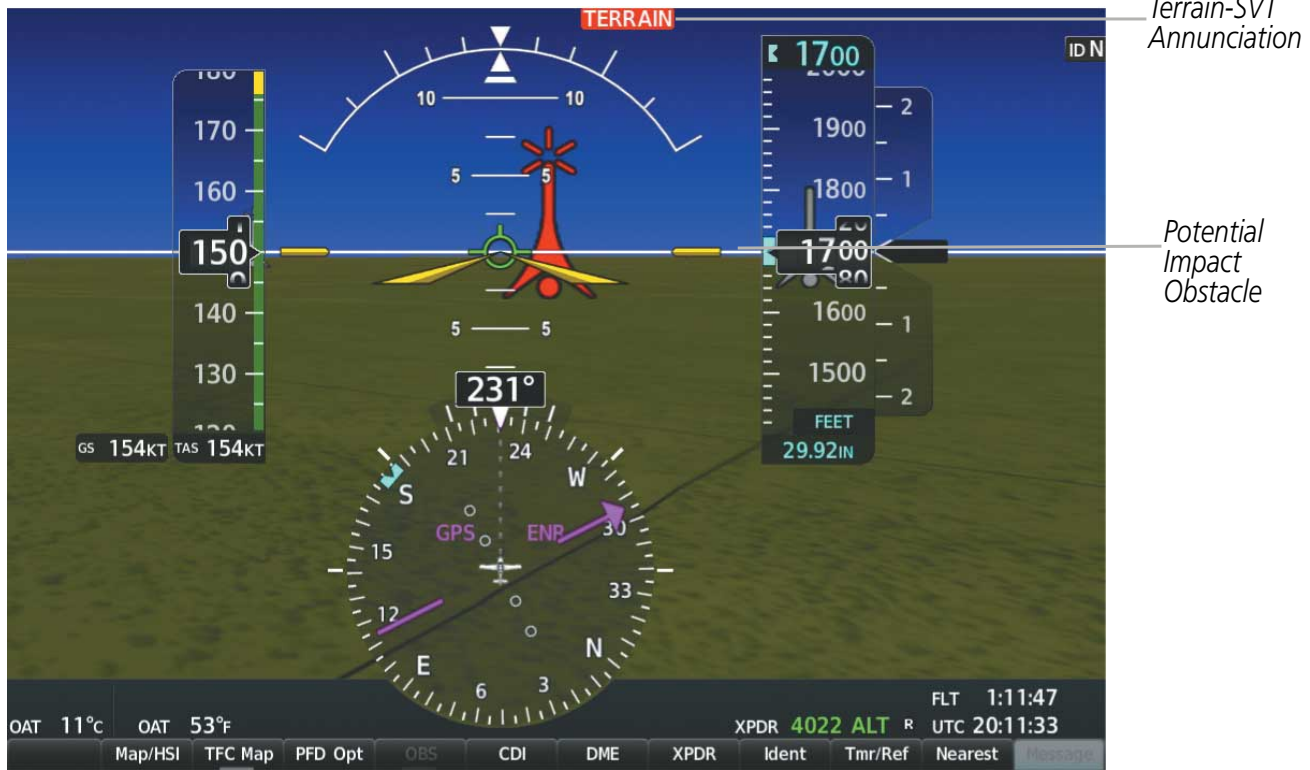 TERRAIN
Terrain-SVT
Annunciation
1700
ID N
180
10 10
2000
2
170
1900
5 5
160
1800
1
20
150
1700
80
Potential
Impact
Obstacle
140
1600
1
5 5
130
1500
2
231°
FEET
GS 154KT TAS 154KT
29.92IN
21 24
S W
GPS ENR
30
15
33
12
N
E
6 3
FLT 1:11:47
OAT 11°C OAT 53°F
XPDR 4022 ALT R UTC 20:11:33
Map/HSI TFC Map PFD Opt OBS CDI DME XPDR Ident Tmr/Ref Nearest Message